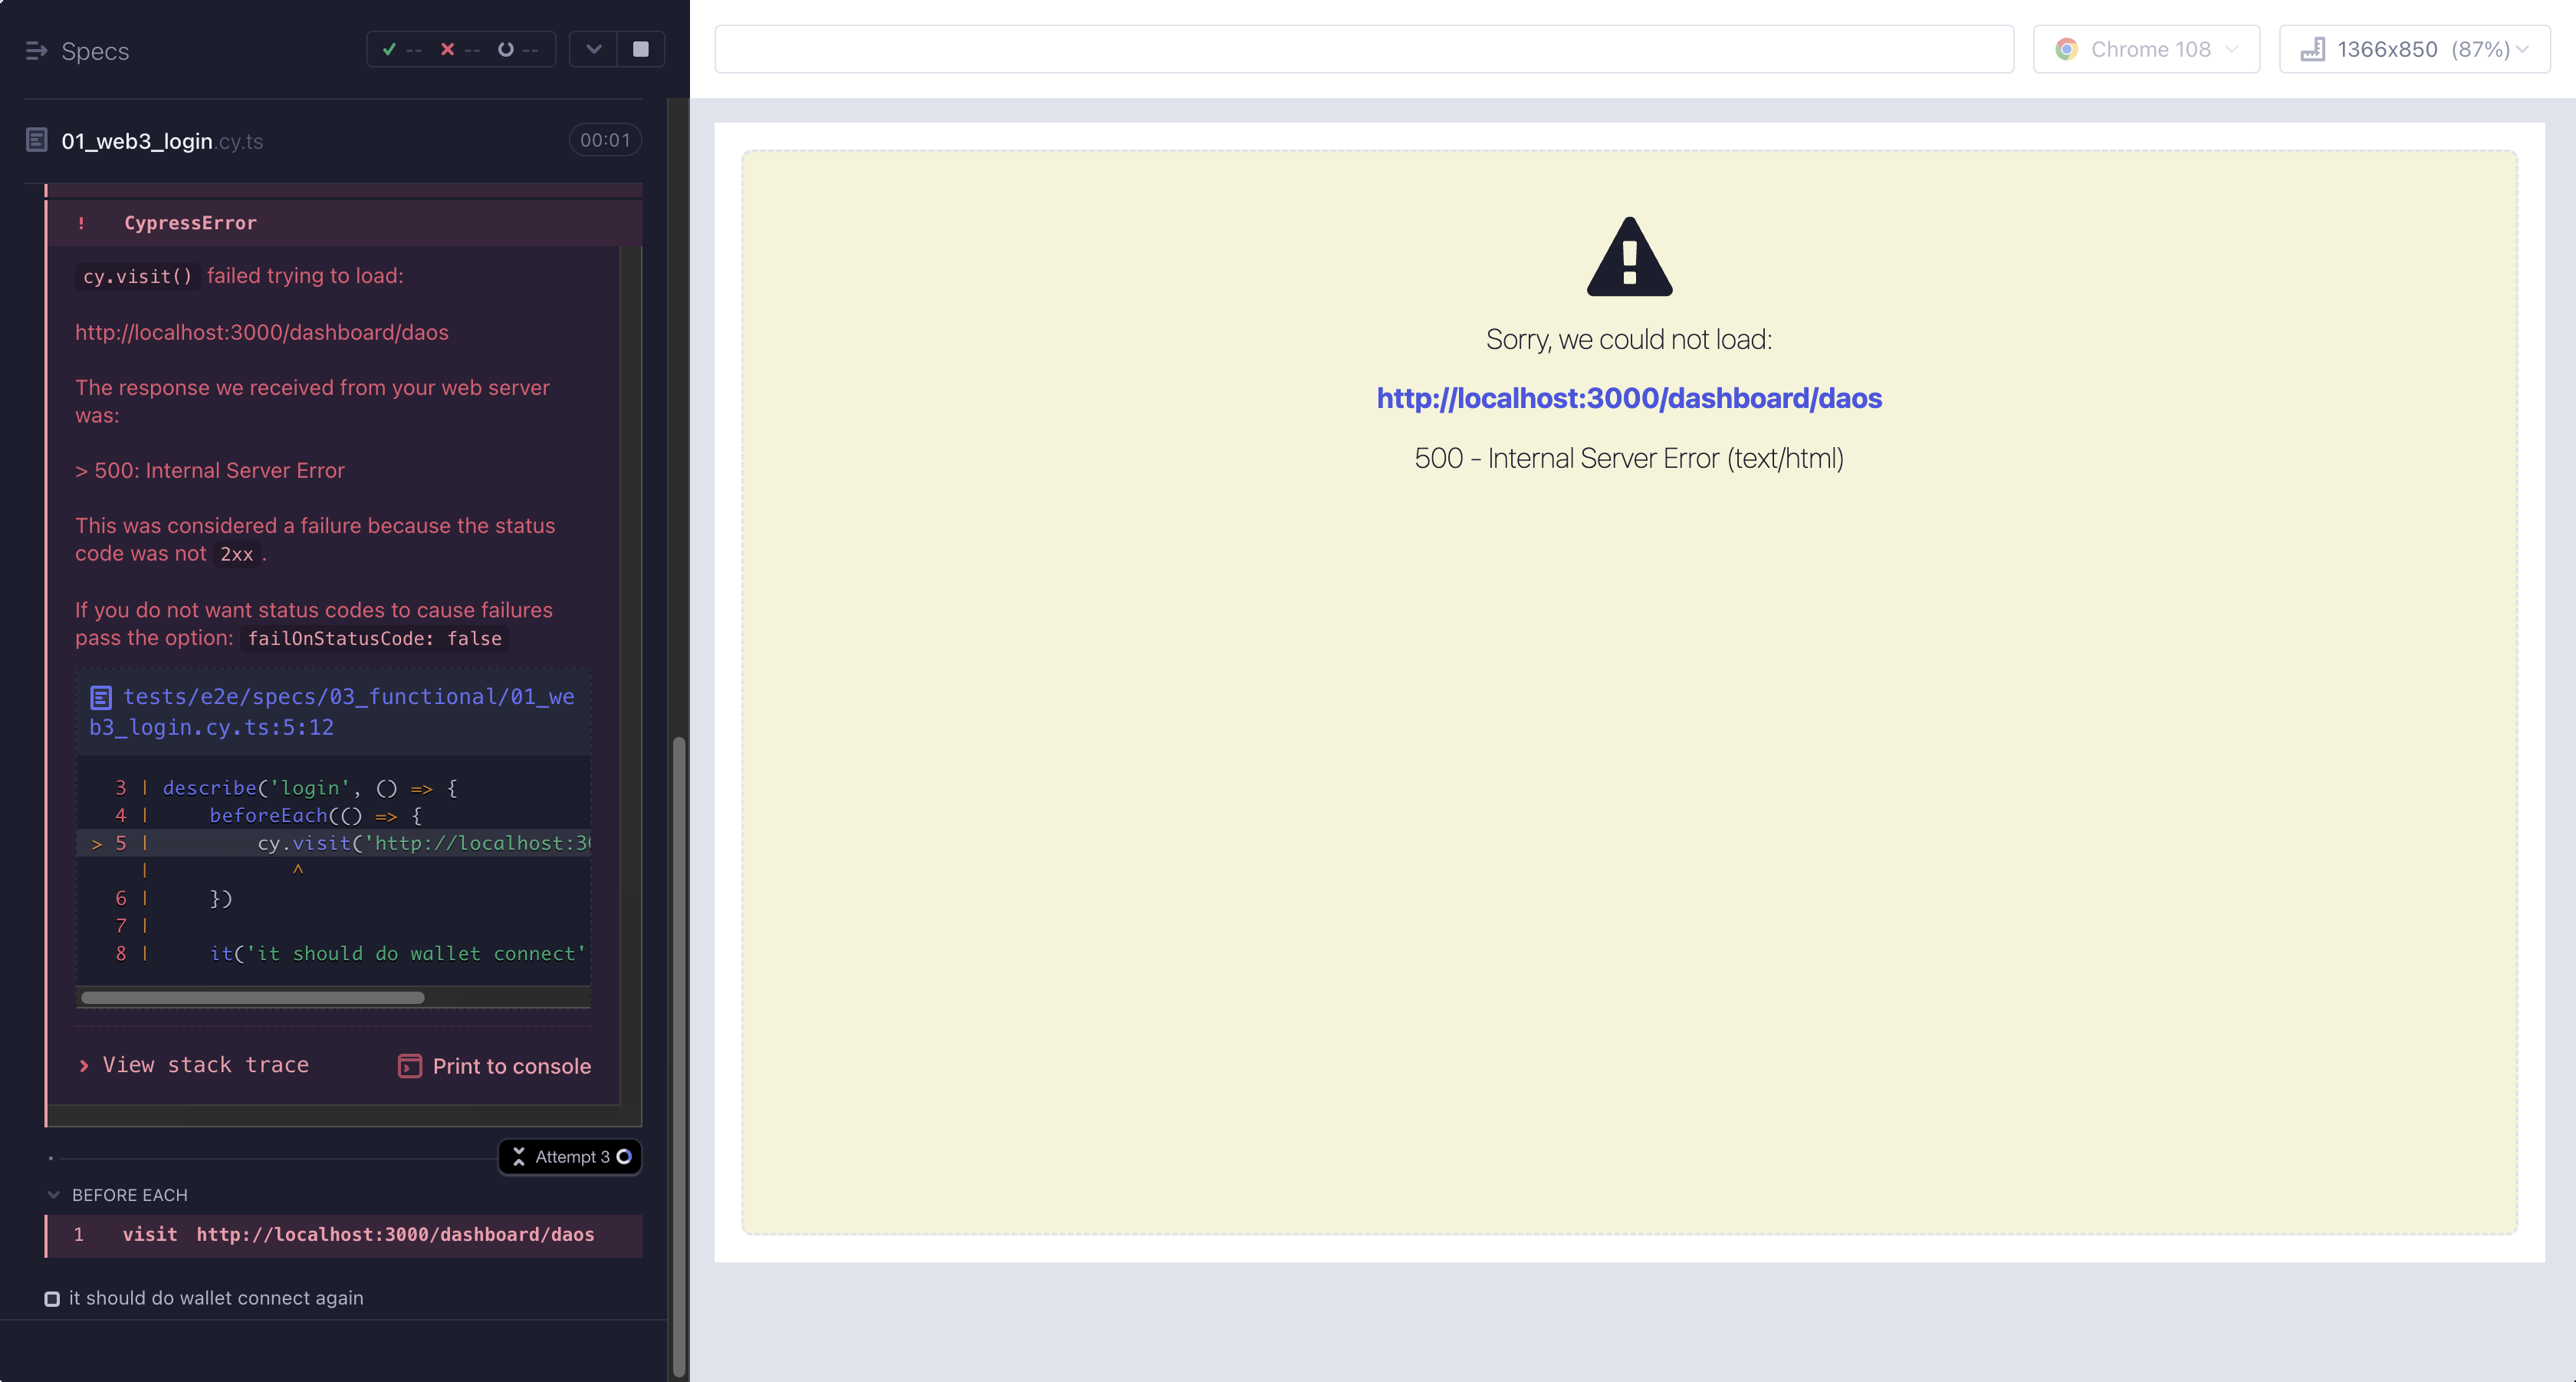 Specs
--
--
--
Chrome 108
1366x850 (87%)
01_web3_login.cy.ts
00:01
! CypressError
cy.visit() failed trying to load:
http://localhost:3000/dashboard/daos
The response we received from your web server
was:
> 500: Internal Server Error
This was considered a failure because the status
code was not 2xx.
If you do not want status codes to cause failures
pass the option: failOnStatusCode: false
tests/e2e/specs/03_functional/01_we
b3_login.cy.ts:5:12
3 | describe('login', () => {
4 | beforeEach(() => {
> 5 | cy.visit('http://localhost:30
| ^
6 | })
7 |
8 | it('it should do wallet connect'
> View stack trace
Print to console
Attempt 3
BEFORE EACH
1 visit http://localhost:3000/dashboard/daos
it should do wallet connect again
Sorry, we could not load:
http://localhost:3000/dashboard/daos
500 - Internal Server Error (text/html)